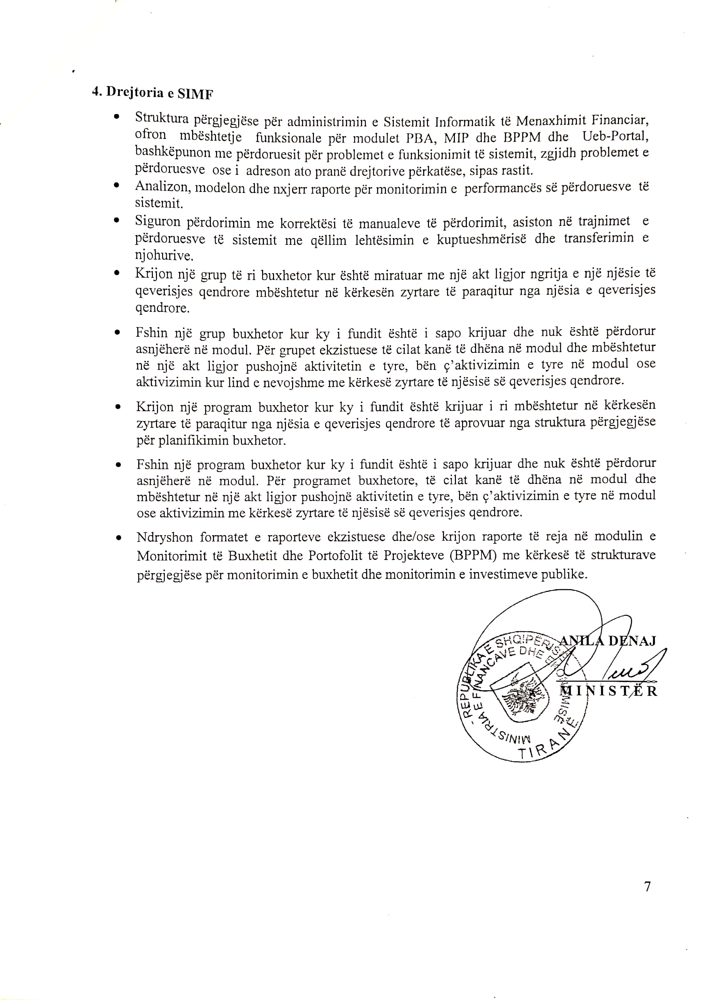 4. Drejtoria e SIMF
• Struktura përgjegjëse për administrimin e Sistemit Informatik të Menaxhimit Financiar,
ofron mbështetje funksionale për modulet PBA, MIP dhe BPPM dhe Ueb-Portal,
bashkëpunon me përdoruesit për problemet e funksionimit të sistemit, zgjidh problemet e
përdoruesve ose i adreson ato pranë drejtorive përkatëse, sipas rastit.
• Analizon, modelon dhe nxjerr raporte për monitorimin e performancës së përdoruesve të
sistemit.
• Siguron përdorimin me korrektësi të manualeve të përdorimit, asiston në trajnimet e
përdoruesve të sistemit me qëllim lehtësimin e kuptueshmërisë dhe transferimin e
njohurive.
• Krijon një grup të ri buxhetor kur është miratuar me një akt ligjor ngritja e një njësie të
qeverisjes qendrore mbështetur në kërkesën zyrtare të paraqitur nga njësia e qeverisjes
qendrore.
• Fshin një grup buxhetor kur ky i fundit është i sapo krijuar dhe nuk është përdorur
asnjëherë në modul. Për grupet ekzistuese të cilat kanë të dhëna në modul dhe mbështetur
në një akt ligjor pushojnë aktivitetin e tyre, bën ç’aktivizimin e tyre në modul ose
aktivizimin kur lind e nevojshme me kërkesë zyrtare të njësisë së qeverisjes qendrore.
• Krijon një program buxhetor kur ky i fundit është krijuar i ri mbështetur në kërkesën
zyrtare të paraqitur nga njësia e qeverisjes qendrore të aprovuar nga struktura përgjegjëse
për planifikimin buxhetor.
• Fshin një program buxhetor kur ky i fundit është i sapo krijuar dhe nuk është përdorur
asnjëherë në modul. Për programet buxhetore, të cilat kanë të dhëna në modul dhe
mbështetur në një akt ligjor pushojnë aktivitetin e tyre, bën ç’aktivizimin e tyre në modul
ose aktivizimin me kërkesë zyrtare të njësisë së qeverisjes qendrore.
• Ndryshon formatet e raporteve ekzistuese dhe/ose krijon raporte të reja në modulin e
Monitorimit të Buxhetit dhe Portofolit të Projekteve (BPPM) me kërkesë të strukturave
përgjegjëse për monitorimin e buxhetit dhe monitorimin e investimeve publike.
ANILA DENAJ
MINISTËR
- REPUBLIKA E SHQIPËRISË
MINISTRIA E FINANCAVE DHE EKONOMISË
TIRANË
7